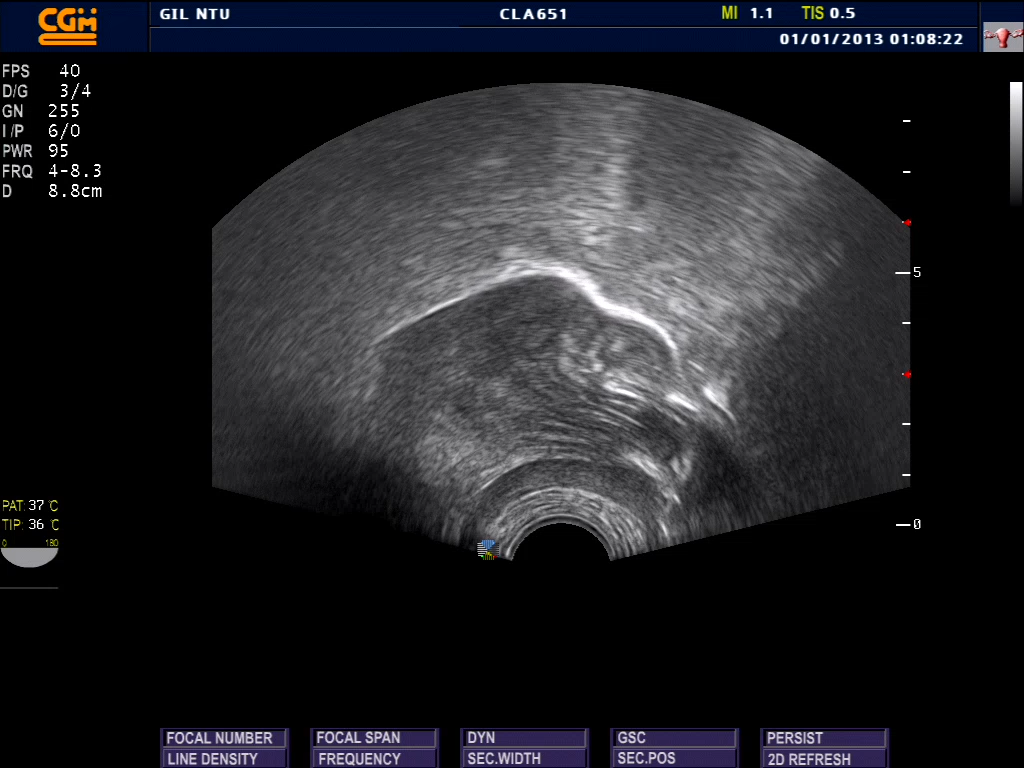 CGM
GIL NTU CLA651 MI 1.1 TIS 0.5
01/01/2013 01:08:22
FPS 40
D/G 3/4
GN 255
I/P 6/0
PWR 95
FRQ 4-8.3
D 8.8cm
5
PAT: 37 °C
TIP: 36 °C
0 180
0
FOCAL NUMBER FOCAL SPAN DYN GSC PERSIST
LINE DENSITY FREQUENCY SEC.WIDTH SEC.POS 2D REFRESH